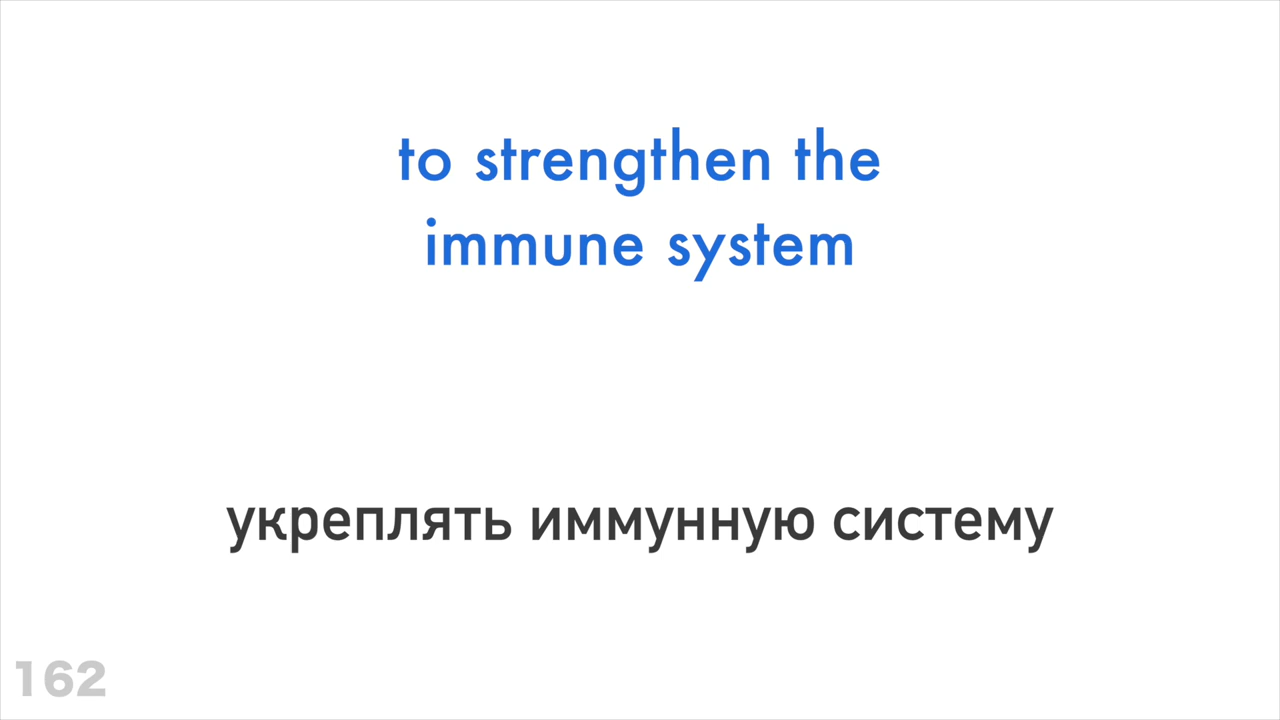 to strengthen the
immune system
укреплять иммунную систему
162